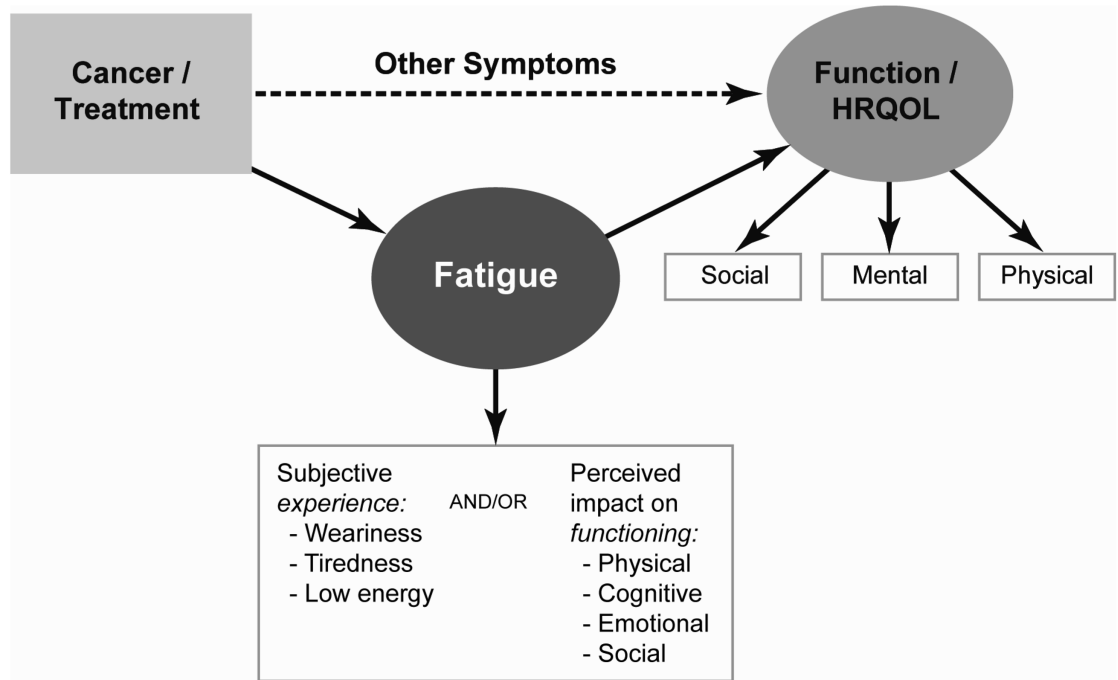 Cancer /
Treatment
Other Symptoms
Function /
HRQOL
Fatigue
Social
Mental
Physical
Subjective
experience:
- Weariness
- Tiredness
- Low energy
AND/OR
Perceived
impact on
functioning:
- Physical
- Cognitive
- Emotional
- Social